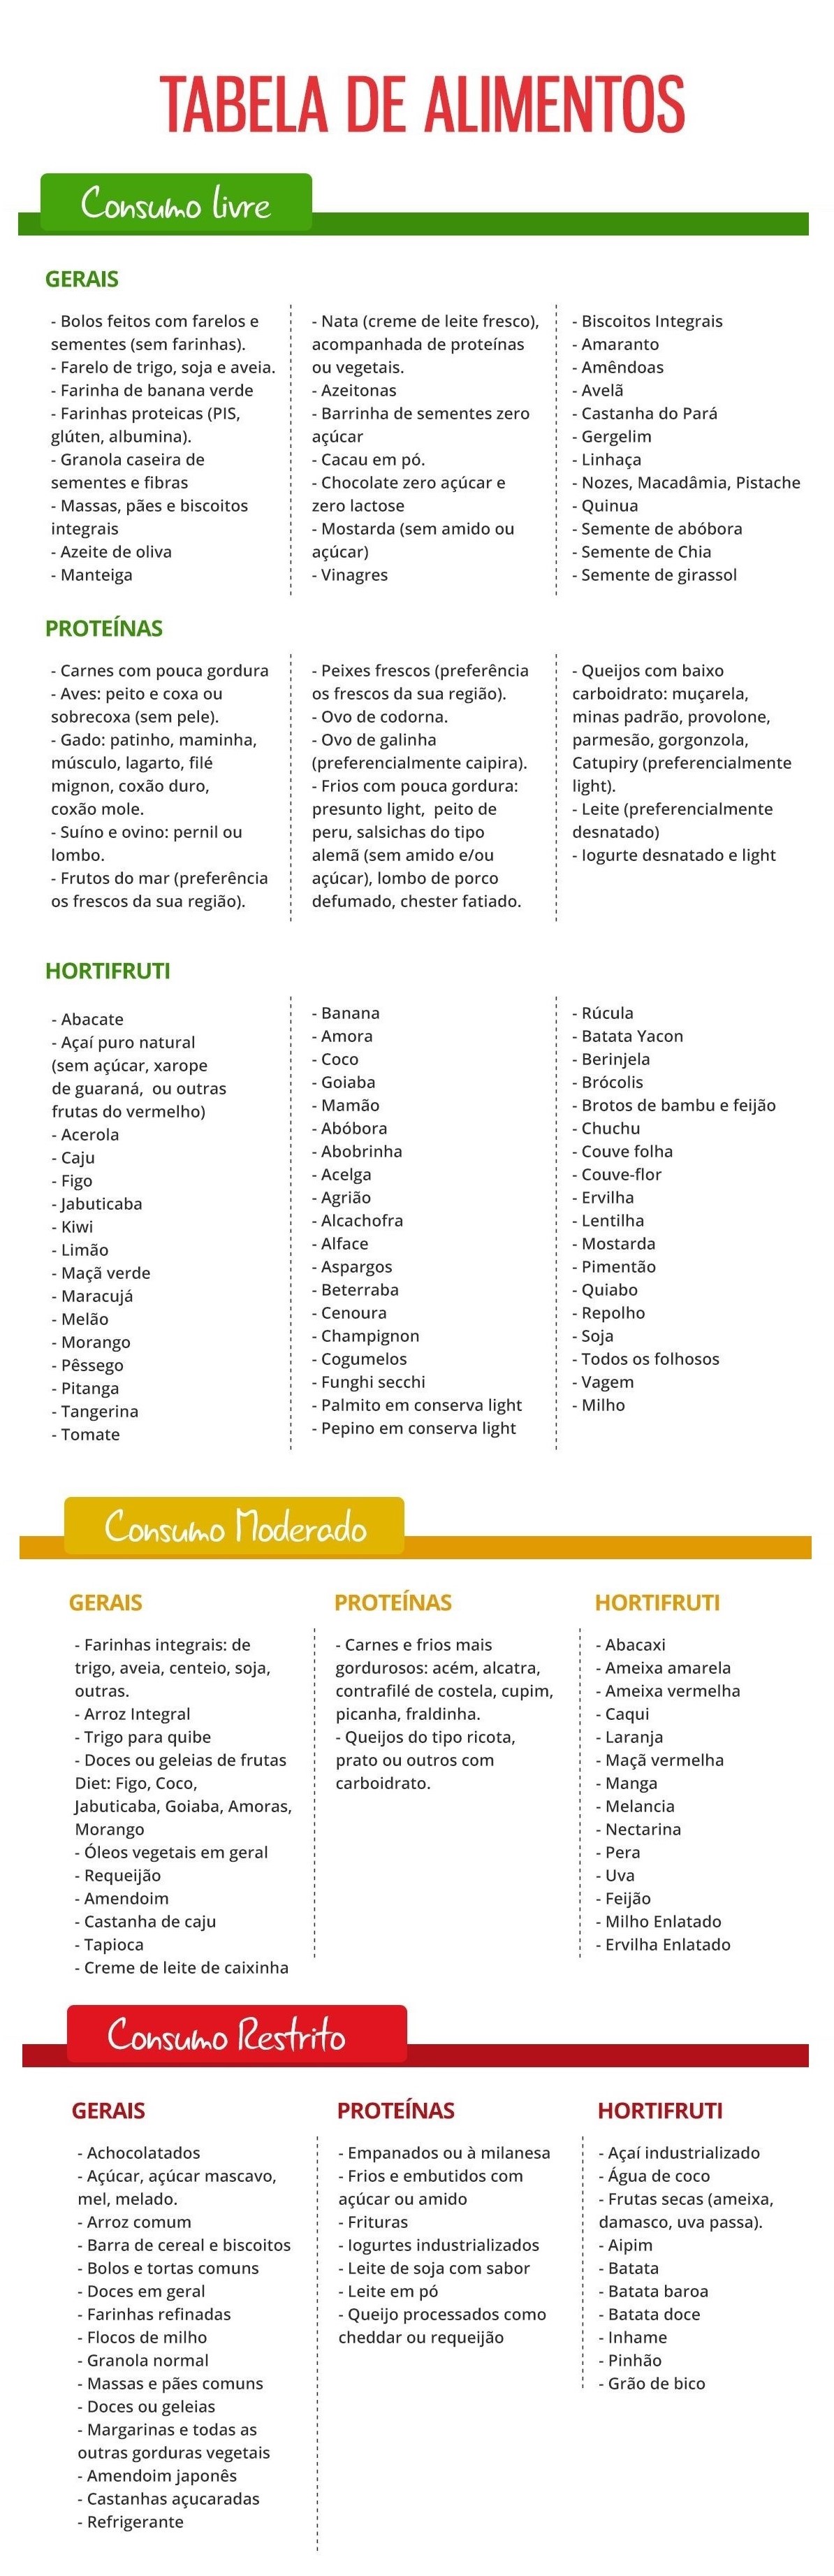 TABELA DE ALIMENTOS
Consumo livre
GERAIS
- Bolos feitos com farelos e
sementes (sem farinhas).
- Farelo de trigo, soja e aveia.
- Farinha de banana verde
- Farinhas proteicas (PIS,
glúten, albumina).
- Granola caseira de
sementes e fibras
- Massas, pães e biscoitos
integrais
- Azeite de oliva
- Manteiga
- Nata (creme de leite fresco),
acompanhada de proteínas
ou vegetais.
- Azeitonas
- Barrinha de sementes zero
açúcar
- Cacau em pó.
- Chocolate zero açúcar e
zero lactose
- Mostarda (sem amido ou
açúcar)
- Vinagres
- Biscoitos Integrais
- Amaranto
- Amêndoas
- Avelã
- Castanha do Pará
- Gergelim
- Linhaça
- Nozes, Macadâmia, Pistache
- Quinua
- Semente de abóbora
- Semente de Chia
- Semente de girassol
PROTEÍNAS
- Carnes com pouca gordura
- Aves: peito e coxa ou
sobrecoxa (sem pele).
- Gado: patinho, maminha,
músculo, lagarto, filé
mignon, coxão duro,
coxão mole.
- Suíno e ovino: pernil ou
lombo.
- Frutos do mar (preferência
os frescos da sua região).
- Peixes frescos (preferência
os frescos da sua região).
- Ovo de codorna.
- Ovo de galinha
(preferencialmente caipira).
- Frios com pouca gordura:
presunto light, peito de
peru, salsichas do tipo
alemã (sem amido e/ou
açúcar), lombo de porco
defumado, chester fatiado.
- Queijos com baixo
carboidrato: muçarela,
minas padrão, provolone,
parmesão, gorgonzola,
Catupiry (preferencialmente
light).
- Leite (preferencialmente
desnatado)
- Iogurte desnatado e light
HORTIFRUTI
- Abacate
- Açaí puro natural
(sem açúcar, xarope
de guaraná, ou outras
frutas do vermelho)
- Acerola
- Caju
- Figo
- Jabuticaba
- Kiwi
- Limão
- Maçã verde
- Maracujá
- Melão
- Morango
- Pêssego
- Pitanga
- Tangerina
- Tomate
- Banana
- Amora
- Coco
- Goiaba
- Mamão
- Abóbora
- Abobrinha
- Acelga
- Agrião
- Alcachofra
- Alface
- Aspargos
- Beterraba
- Cenoura
- Champignon
- Cogumelos
- Funghi secchi
- Palmito em conserva light
- Pepino em conserva light
- Rúcula
- Batata Yacon
- Berinjela
- Brócolis
- Brotos de bambu e feijão
- Chuchu
- Couve folha
- Couve-flor
- Ervilha
- Lentilha
- Mostarda
- Pimentão
- Quiabo
- Repolho
- Soja
- Todos os folhosos
- Vagem
- Milho
Consumo Moderado
GERAIS
- Farinhas integrais: de
trigo, aveia, centeio, soja,
outras.
- Arroz Integral
- Trigo para quibe
- Doces ou geleias de frutas
Diet: Figo, Coco,
Jabuticaba, Goiaba, Amoras,
Morango
- Óleos vegetais em geral
- Requeijão
- Amendoim
- Castanha de caju
- Tapioca
- Creme de leite de caixinha
PROTEÍNAS
- Carnes e frios mais
gordurosos: acém, alcatra,
contrafilé de costela, cupim,
picanha, fraldinha.
- Queijos do tipo ricota,
prato ou outros com
carboidrato.
HORTIFRUTI
- Abacaxi
- Ameixa amarela
- Ameixa vermelha
- Caqui
- Laranja
- Maçã vermelha
- Manga
- Melancia
- Nectarina
- Pera
- Uva
- Feijão
- Milho Enlatado
- Ervilha Enlatado
Consumo Restrito
GERAIS
- Achocolatados
- Açúcar, açúcar mascavo,
mel, melado.
- Arroz comum
- Barra de cereal e biscoitos
- Bolos e tortas comuns
- Doces em geral
- Farinhas refinadas
- Flocos de milho
- Granola normal
- Massas e pães comuns
- Doces ou geleias
- Margarinas e todas as
outras gorduras vegetais
- Amendoim japonês
- Castanhas açucaradas
- Refrigerante
PROTEÍNAS
- Empanados ou à milanesa
- Frios e embutidos com
açúcar ou amido
- Frituras
- Iogurtes industrializados
- Leite de soja com sabor
- Leite em pó
- Queijo processados como
cheddar ou requeijão
HORTIFRUTI
- Açaí industrializado
- Água de coco
- Frutas secas (ameixa,
damasco, uva passa).
- Aipim
- Batata
- Batata baroa
- Batata doce
- Inhame
- Pinhão
- Grão de bico